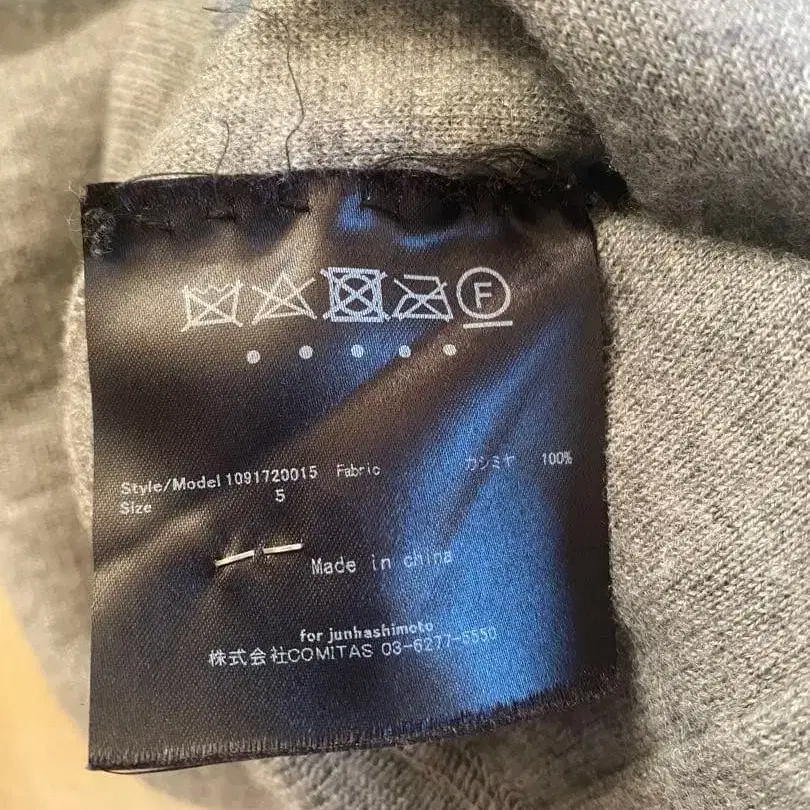 F
Style/Model 1091720015 Fabric カシミヤ 100%
Size 5
Made in china
for junhashimoto
株式会社COMITAS 03-6277-5550